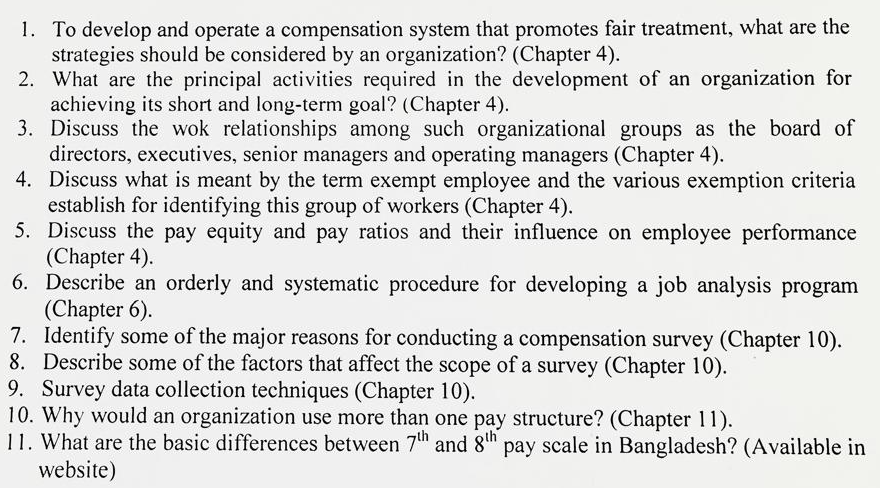 1. To develop and operate a compensation system that promotes fair treatment, what are the
strategies should be considered by an organization? (Chapter 4).
2. What are the principal activities required in the development of an organization for
achieving its short and long-term goal? (Chapter 4).
3. Discuss the wok relationships among such organizational groups as the board of
directors, executives, senior managers and operating managers (Chapter 4).
4. Discuss what is meant by the term exempt employee and the various exemption criteria
establish for identifying this group of workers (Chapter 4).
5. Discuss the pay equity and pay ratios and their influence on employee performance
(Chapter 4).
6. Describe an orderly and systematic procedure for developing a job analysis program
(Chapter 6).
7. Identify some of the major reasons for conducting a compensation survey (Chapter 10).
8. Describe some of the factors that affect the scope of a survey (Chapter 10).
9. Survey data collection techniques (Chapter 10).
10. Why would an organization use more than one pay structure? (Chapter 11).
11. What are the basic differences between 7th and 8th pay scale in Bangladesh? (Available in
website)